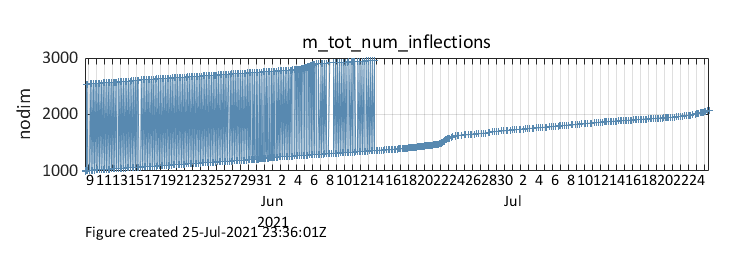 m_tot_num_inflections
3000
2000
1000
nodim
9 11 13 15 17 19 21 23 25 27 29 31 2 4 6 8 10 12 14 16 18 20 22 24 26 28 30 2 4 6 8 10 12 14 16 18 20 22 24
Jun Jul
2021
Figure created 25-Jul-2021 23:36:01Z